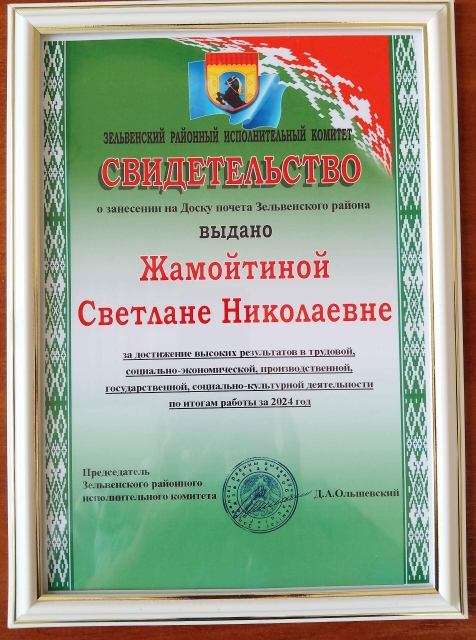 ЗЕЛЬВЕНСКИЙ РАЙОННЫЙ ИСПОЛНИТЕЛЬНЫЙ КОМИТЕТ
СВИДЕТЕЛЬСТВО
о занесении на Доску почета Зельвенского района
выдано
Жамойтиной
Светлане Николаевне
за достижение высоких результатов в трудовой,
социально-экономической, производственной,
государственной, социально-культурной деятельности
по итогам работы за 2024 год
Председатель
Зельвенского районного
исполнительного комитета
Д.А.Ольшевский